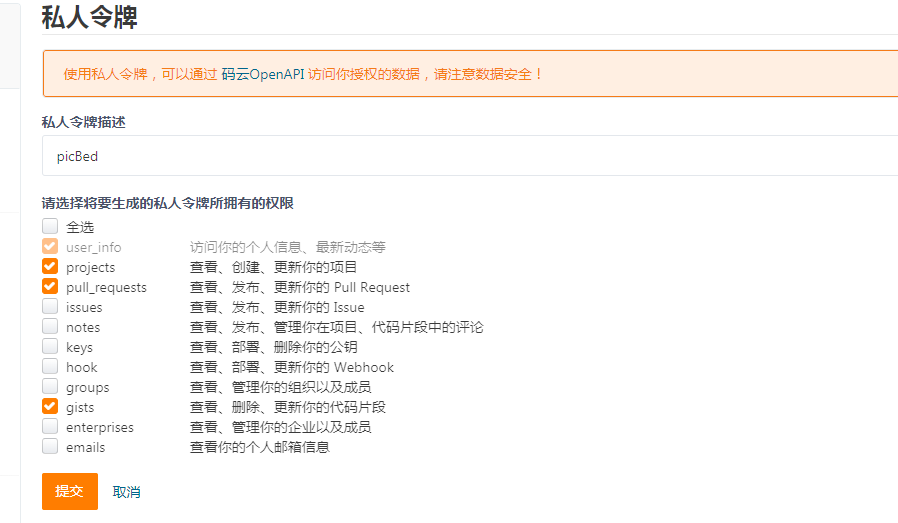 私人令牌
使用私人令牌，可以通过 码云OpenAPI 访问你授权的数据，请注意数据安全！
私人令牌描述
picBed
请选择将要生成的私人令牌所拥有的权限
全选
user_info 访问你的个人信息、最新动态等
projects 查看、创建、更新你的项目
pull_requests 查看、发布、更新你的 Pull Request
issues 查看、发布、更新你的 Issue
notes 查看、发布、管理你在项目、代码片段中的评论
keys 查看、部署、删除你的公钥
hook 查看、部署、更新你的 Webhook
groups 查看、管理你的组织以及成员
gists 查看、删除、更新你的代码片段
enterprises 查看、管理你的企业以及成员
emails 查看你的个人邮箱信息
提交 取消